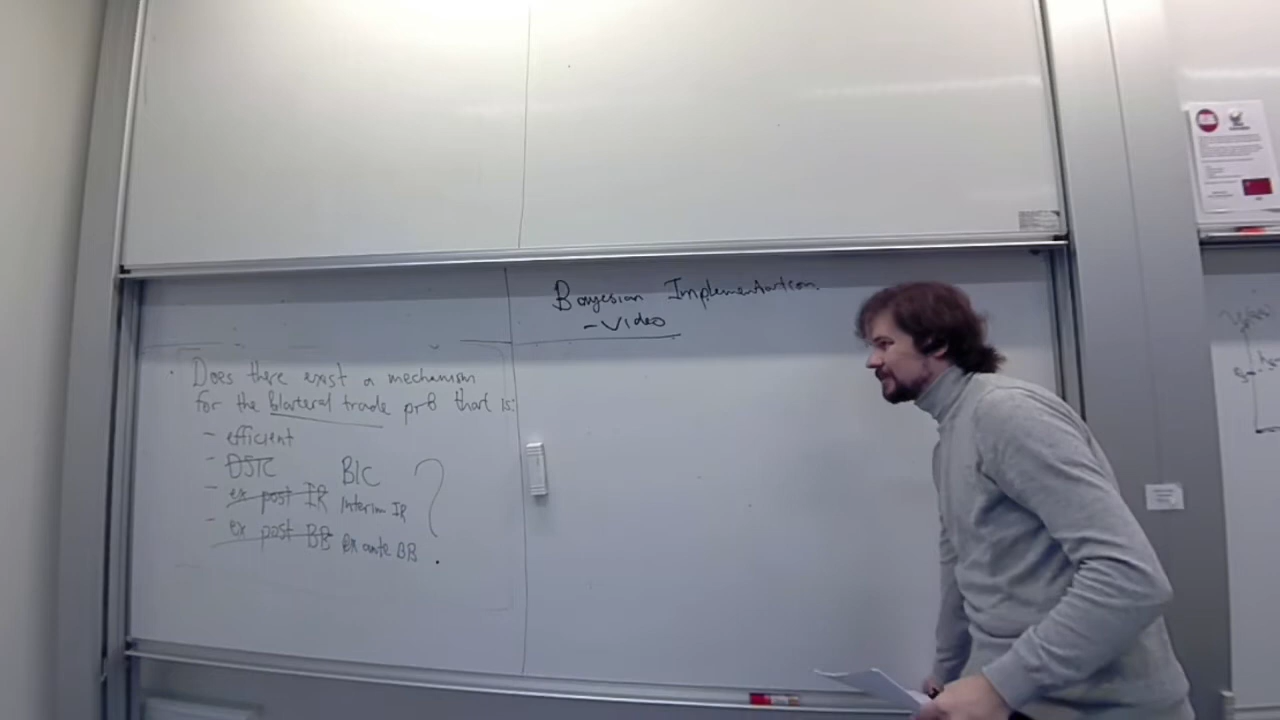 Bayesian Implementation.
- Video
Does there exist a mechanism
for the bilateral trade prb that is:
- efficient
- DSIC BIC ?
- ex post IR Interim IR
- ex post BB ex ante BB.